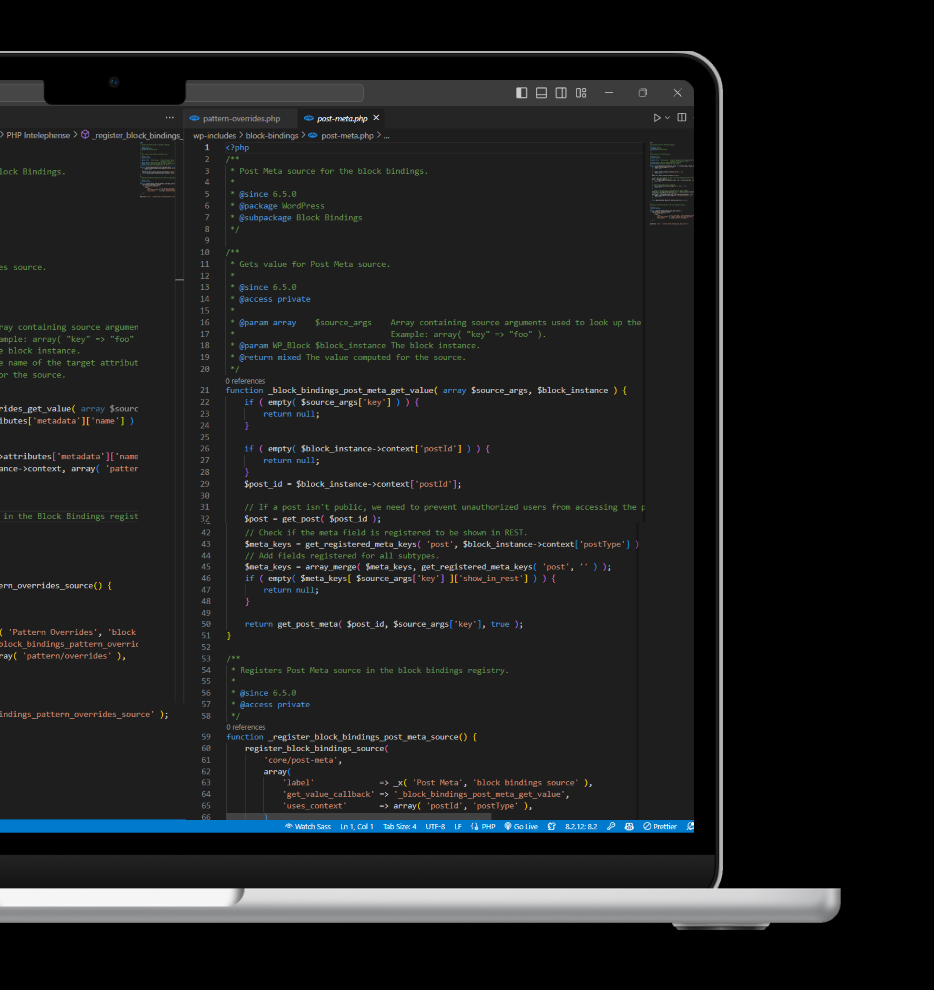 pattern-overrides.php
post-meta.php
PHP Intelephense > _register_block_bindings_
wp-includes > block-bindings > post-meta.php > ...
lock Bindings.
es source.
ray containing source argumen
ample: array( "key" => "foo"
e block instance.
e name of the target attribut
or the source.
rides_get_value( array $sourc
ibutes['metadata']['name'] )
>attributes['metadata']['name
ance->context, array( 'patter
in the Block Bindings regist
ern_overrides_source() {
( 'Pattern Overrides', 'block
block_bindings_pattern_overric
ray( 'pattern/overrides' ),
indings_pattern_overrides_source' );
1 <?php
2 /**
3 * Post Meta source for the block bindings.
4 *
5 * @since 6.5.0
6 * @package WordPress
7 * @subpackage Block Bindings
8 */
9
10 /**
11 * Gets value for Post Meta source.
12 *
13 * @since 6.5.0
14 * @access private
15 *
16 * @param array $source_args Array containing source arguments used to look up the
17 * Example: array( "key" => "foo" ).
18 * @param WP_Block $block_instance The block instance.
19 * @return mixed The value computed for the source.
20 */
0 references
21 function _block_bindings_post_meta_get_value( array $source_args, $block_instance ) {
22 if ( empty( $source_args['key'] ) ) {
23 return null;
24 }
25
26 if ( empty( $block_instance->context['postId'] ) ) {
27 return null;
28 }
29 $post_id = $block_instance->context['postId'];
30
31 // If a post isn't public, we need to prevent unauthorized users from accessing the p
32 $post = get_post( $post_id );
42 // Check if the meta field is registered to be shown in REST.
43 $meta_keys = get_registered_meta_keys( 'post', $block_instance->context['postType'] )
44 // Add fields registered for all subtypes.
45 $meta_keys = array_merge( $meta_keys, get_registered_meta_keys( 'post', '' ) );
46 if ( empty( $meta_keys[ $source_args['key'] ]['show_in_rest'] ) ) {
47 return null;
48 }
49
50 return get_post_meta( $post_id, $source_args['key'], true );
51 }
52
53 /**
54 * Registers Post Meta source in the block bindings registry.
55 *
56 * @since 6.5.0
57 * @access private
58 */
0 references
59 function _register_block_bindings_post_meta_source() {
60 register_block_bindings_source(
61 'core/post-meta',
62 array(
63 'label' => _x( 'Post Meta', 'block bindings source' ),
64 'get_value_callback' => '_block_bindings_post_meta_get_value',
65 'uses_context' => array( 'postId', 'postType' ),
66 )
Watch Sass Ln 1, Col 1 Tab Size: 4 UTF-8 LF PHP Go Live 8.2.12: 8.2 Prettier